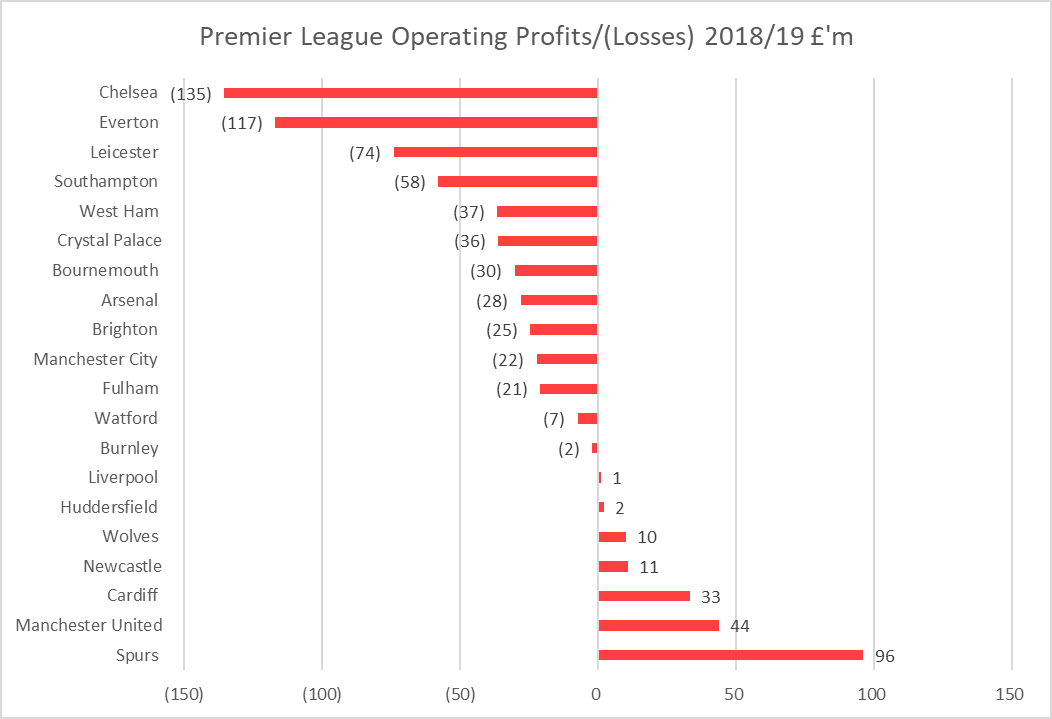 Premier League Operating Profits/(Losses) 2018/19 £'m
Chelsea (135)
Everton (117)
Leicester (74)
Southampton (58)
West Ham (37)
Crystal Palace (36)
Bournemouth (30)
Arsenal (28)
Brighton (25)
Manchester City (22)
Fulham (21)
Watford (7)
Burnley (2)
Liverpool 1
Huddersfield 2
Wolves 10
Newcastle 11
Cardiff 33
Manchester United 44
Spurs 96
(150) (100) (50) 0 50 100 150